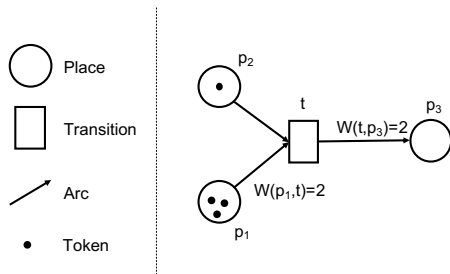 Place
Transition
Arc
Token
p2
t
W(t,p3)=2
p3
W(p1,t)=2
p1